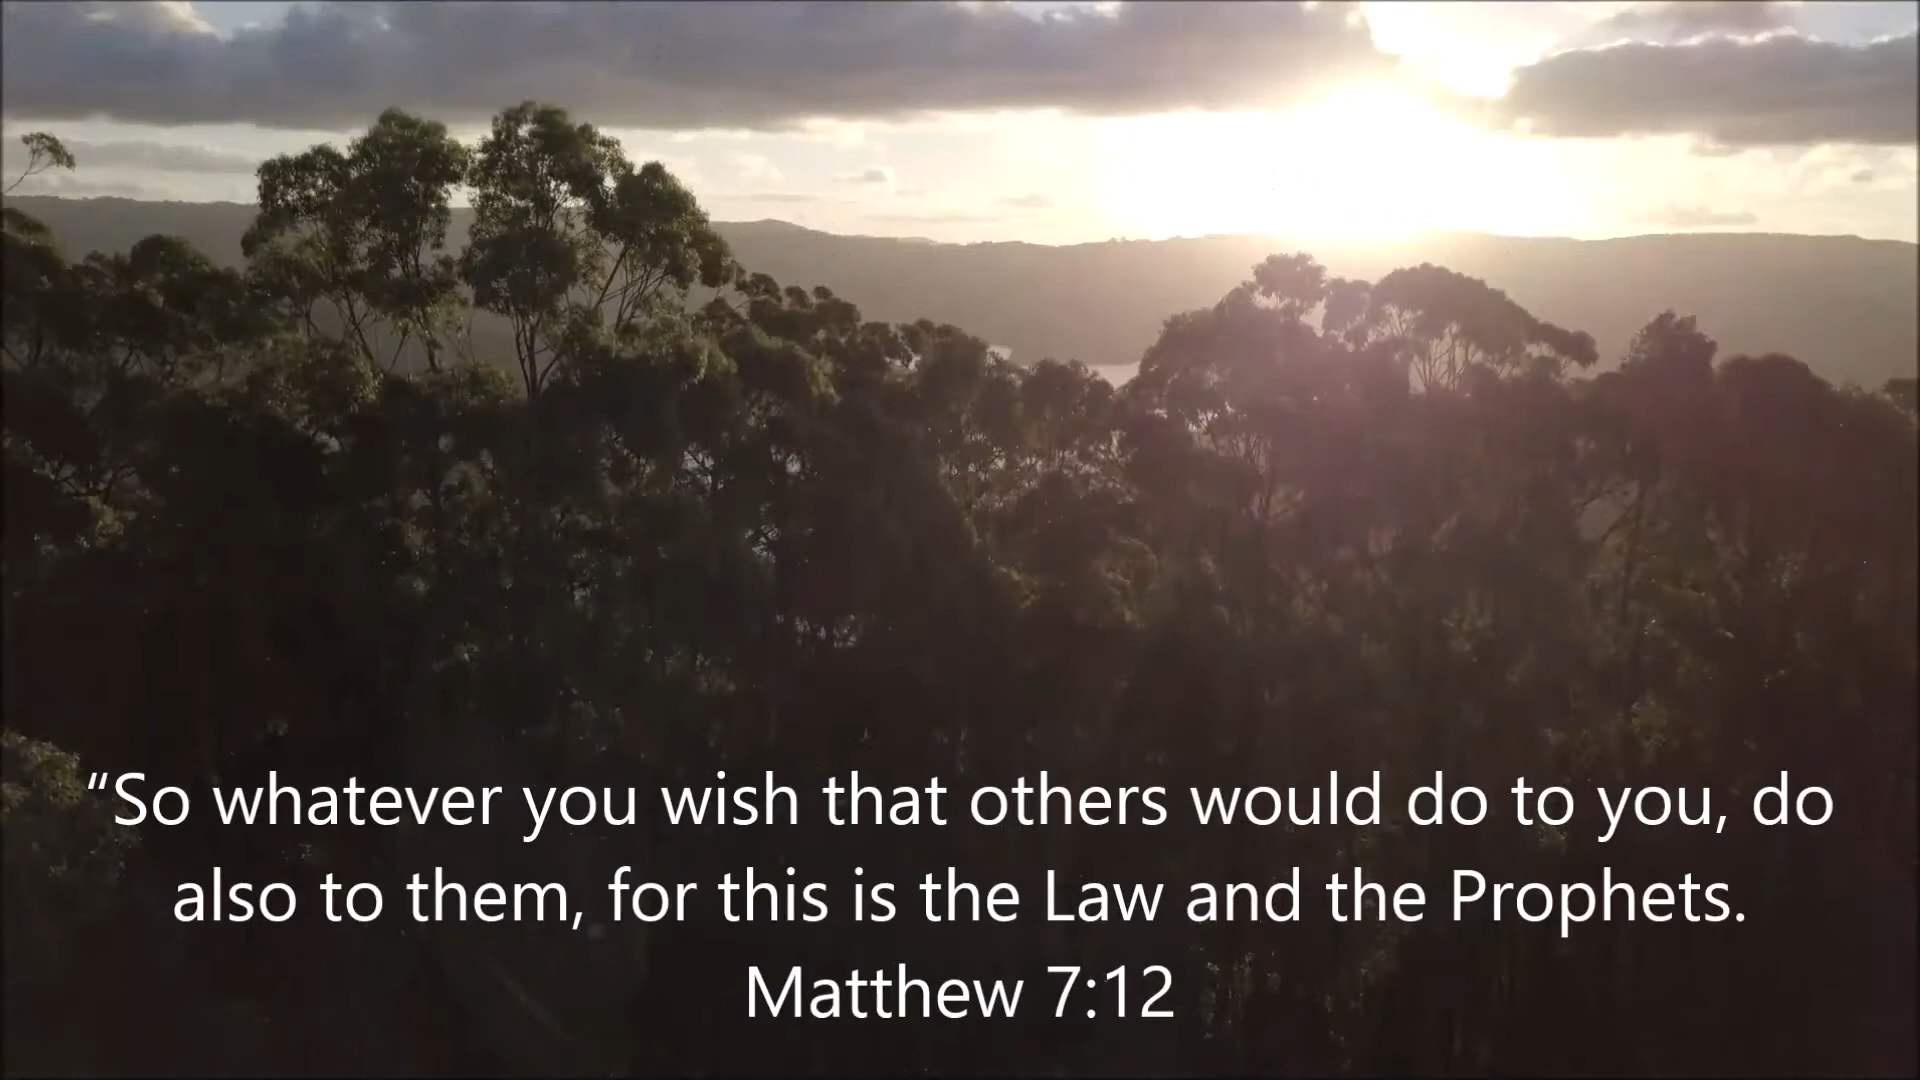 “So whatever you wish that others would do to you, do
also to them, for this is the Law and the Prophets.
Matthew 7:12